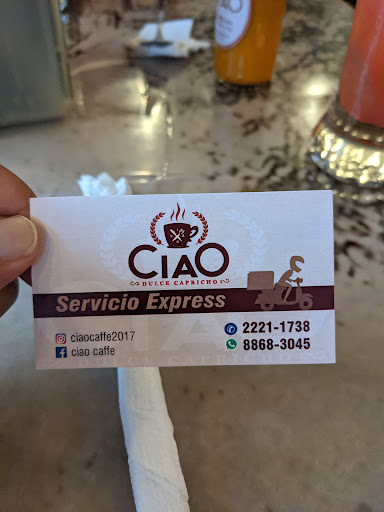 CIAO
DULCE CAPRICHO
Servicio Express
ciaocaffe2017
ciao caffe
2221-1738
8868-3045